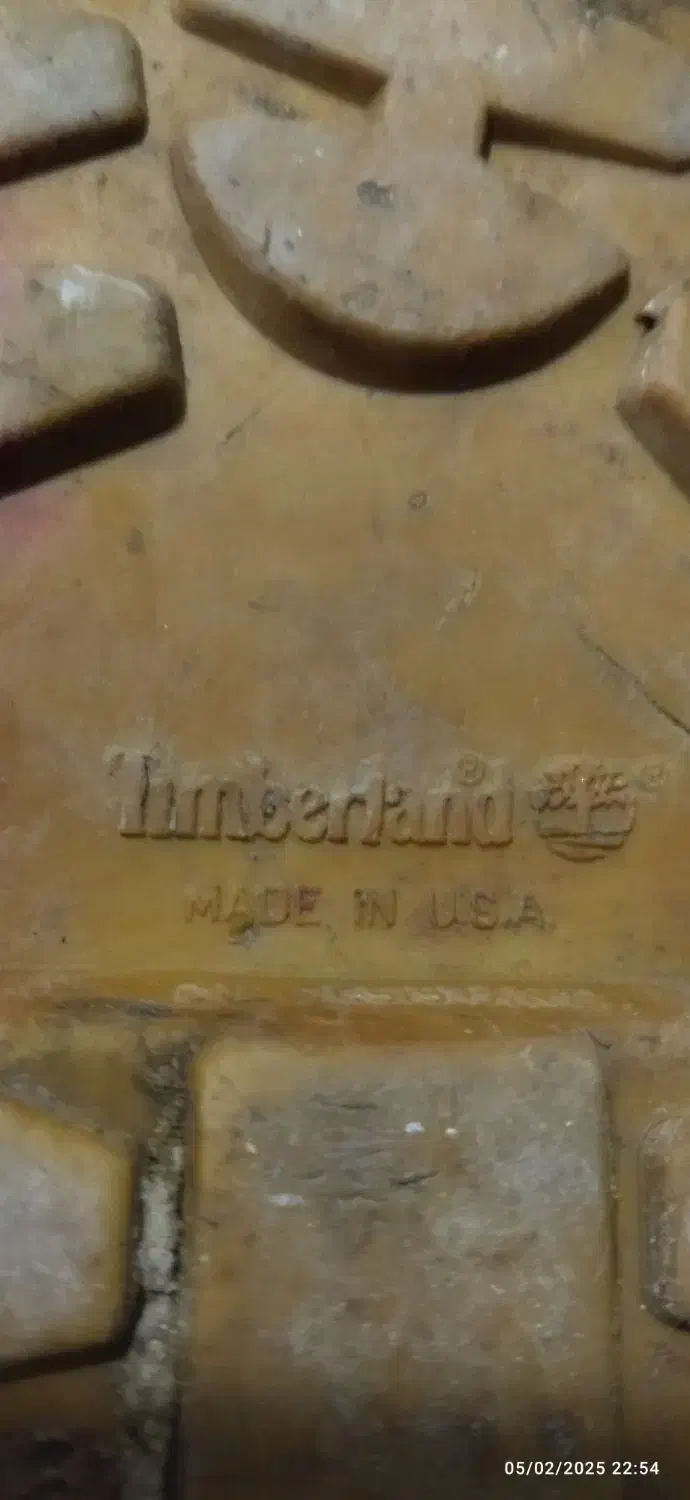 Timberland® ®
MADE IN U.S.A.
05/02/2025 22:54